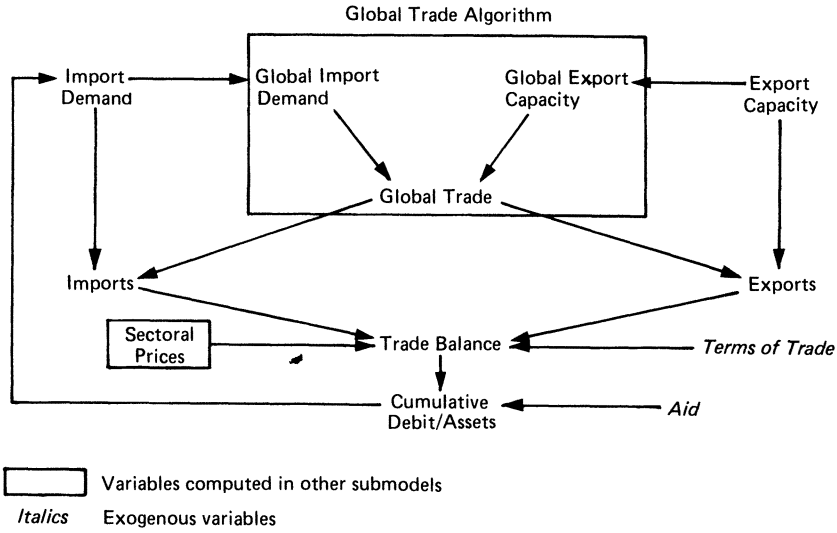 Global Trade Algorithm
Import
Demand
Global Import
Demand
Global Export
Capacity
Export
Capacity
Global Trade
Imports
Exports
Sectoral
Prices
Trade Balance
Terms of Trade
Cumulative
Debit/Assets
Aid
Variables computed in other submodels
Italics Exogenous variables